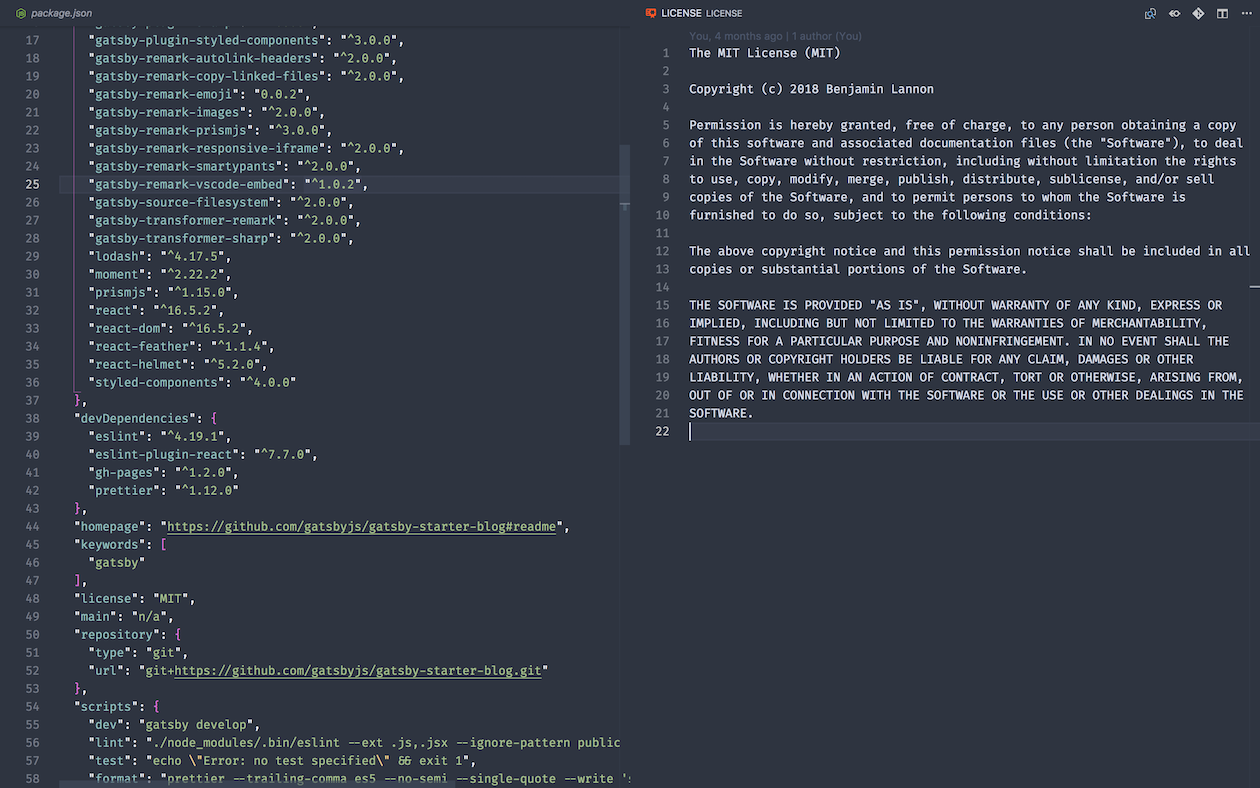 package.json
17 "gatsby-plugin-styled-components": "^3.0.0",
18 "gatsby-remark-autolink-headers": "^2.0.0",
19 "gatsby-remark-copy-linked-files": "^2.0.0",
20 "gatsby-remark-emoji": "0.0.2",
21 "gatsby-remark-images": "^2.0.0",
22 "gatsby-remark-prismjs": "^3.0.0",
23 "gatsby-remark-responsive-iframe": "^2.0.0",
24 "gatsby-remark-smartypants": "^2.0.0",
25 "gatsby-remark-vscode-embed": "^1.0.2",
26 "gatsby-source-filesystem": "^2.0.0",
27 "gatsby-transformer-remark": "^2.0.0",
28 "gatsby-transformer-sharp": "^2.0.0",
29 "lodash": "^4.17.5",
30 "moment": "^2.22.2",
31 "prismjs": "^1.15.0",
32 "react": "^16.5.2",
33 "react-dom": "^16.5.2",
34 "react-feather": "^1.1.4",
35 "react-helmet": "^5.2.0",
36 "styled-components": "^4.0.0"
37 },
38 "devDependencies": {
39 "eslint": "^4.19.1",
40 "eslint-plugin-react": "^7.7.0",
41 "gh-pages": "^1.2.0",
42 "prettier": "^1.12.0"
43 },
44 "homepage": "https://github.com/gatsbyjs/gatsby-starter-blog#readme",
45 "keywords": [
46 "gatsby"
47 ],
48 "license": "MIT",
49 "main": "n/a",
50 "repository": {
51 "type": "git",
52 "url": "git+https://github.com/gatsbyjs/gatsby-starter-blog.git"
53 },
54 "scripts": {
55 "dev": "gatsby develop",
56 "lint": "./node_modules/.bin/eslint --ext .js,.jsx --ignore-pattern public
57 "test": "echo \"Error: no test specified\" && exit 1",
58 "format": "prettier --trailing-comma es5 --no-semi --single-quote --write '
LICENSE LICENSE
You, 4 months ago | 1 author (You)
1 The MIT License (MIT)
2
3 Copyright (c) 2018 Benjamin Lannon
4
5 Permission is hereby granted, free of charge, to any person obtaining a copy
6 of this software and associated documentation files (the "Software"), to deal
7 in the Software without restriction, including without limitation the rights
8 to use, copy, modify, merge, publish, distribute, sublicense, and/or sell
9 copies of the Software, and to permit persons to whom the Software is
10 furnished to do so, subject to the following conditions:
11
12 The above copyright notice and this permission notice shall be included in all
13 copies or substantial portions of the Software.
14
15 THE SOFTWARE IS PROVIDED "AS IS", WITHOUT WARRANTY OF ANY KIND, EXPRESS OR
16 IMPLIED, INCLUDING BUT NOT LIMITED TO THE WARRANTIES OF MERCHANTABILITY,
17 FITNESS FOR A PARTICULAR PURPOSE AND NONINFRINGEMENT. IN NO EVENT SHALL THE
18 AUTHORS OR COPYRIGHT HOLDERS BE LIABLE FOR ANY CLAIM, DAMAGES OR OTHER
19 LIABILITY, WHETHER IN AN ACTION OF CONTRACT, TORT OR OTHERWISE, ARISING FROM,
20 OUT OF OR IN CONNECTION WITH THE SOFTWARE OR THE USE OR OTHER DEALINGS IN THE
21 SOFTWARE.
22